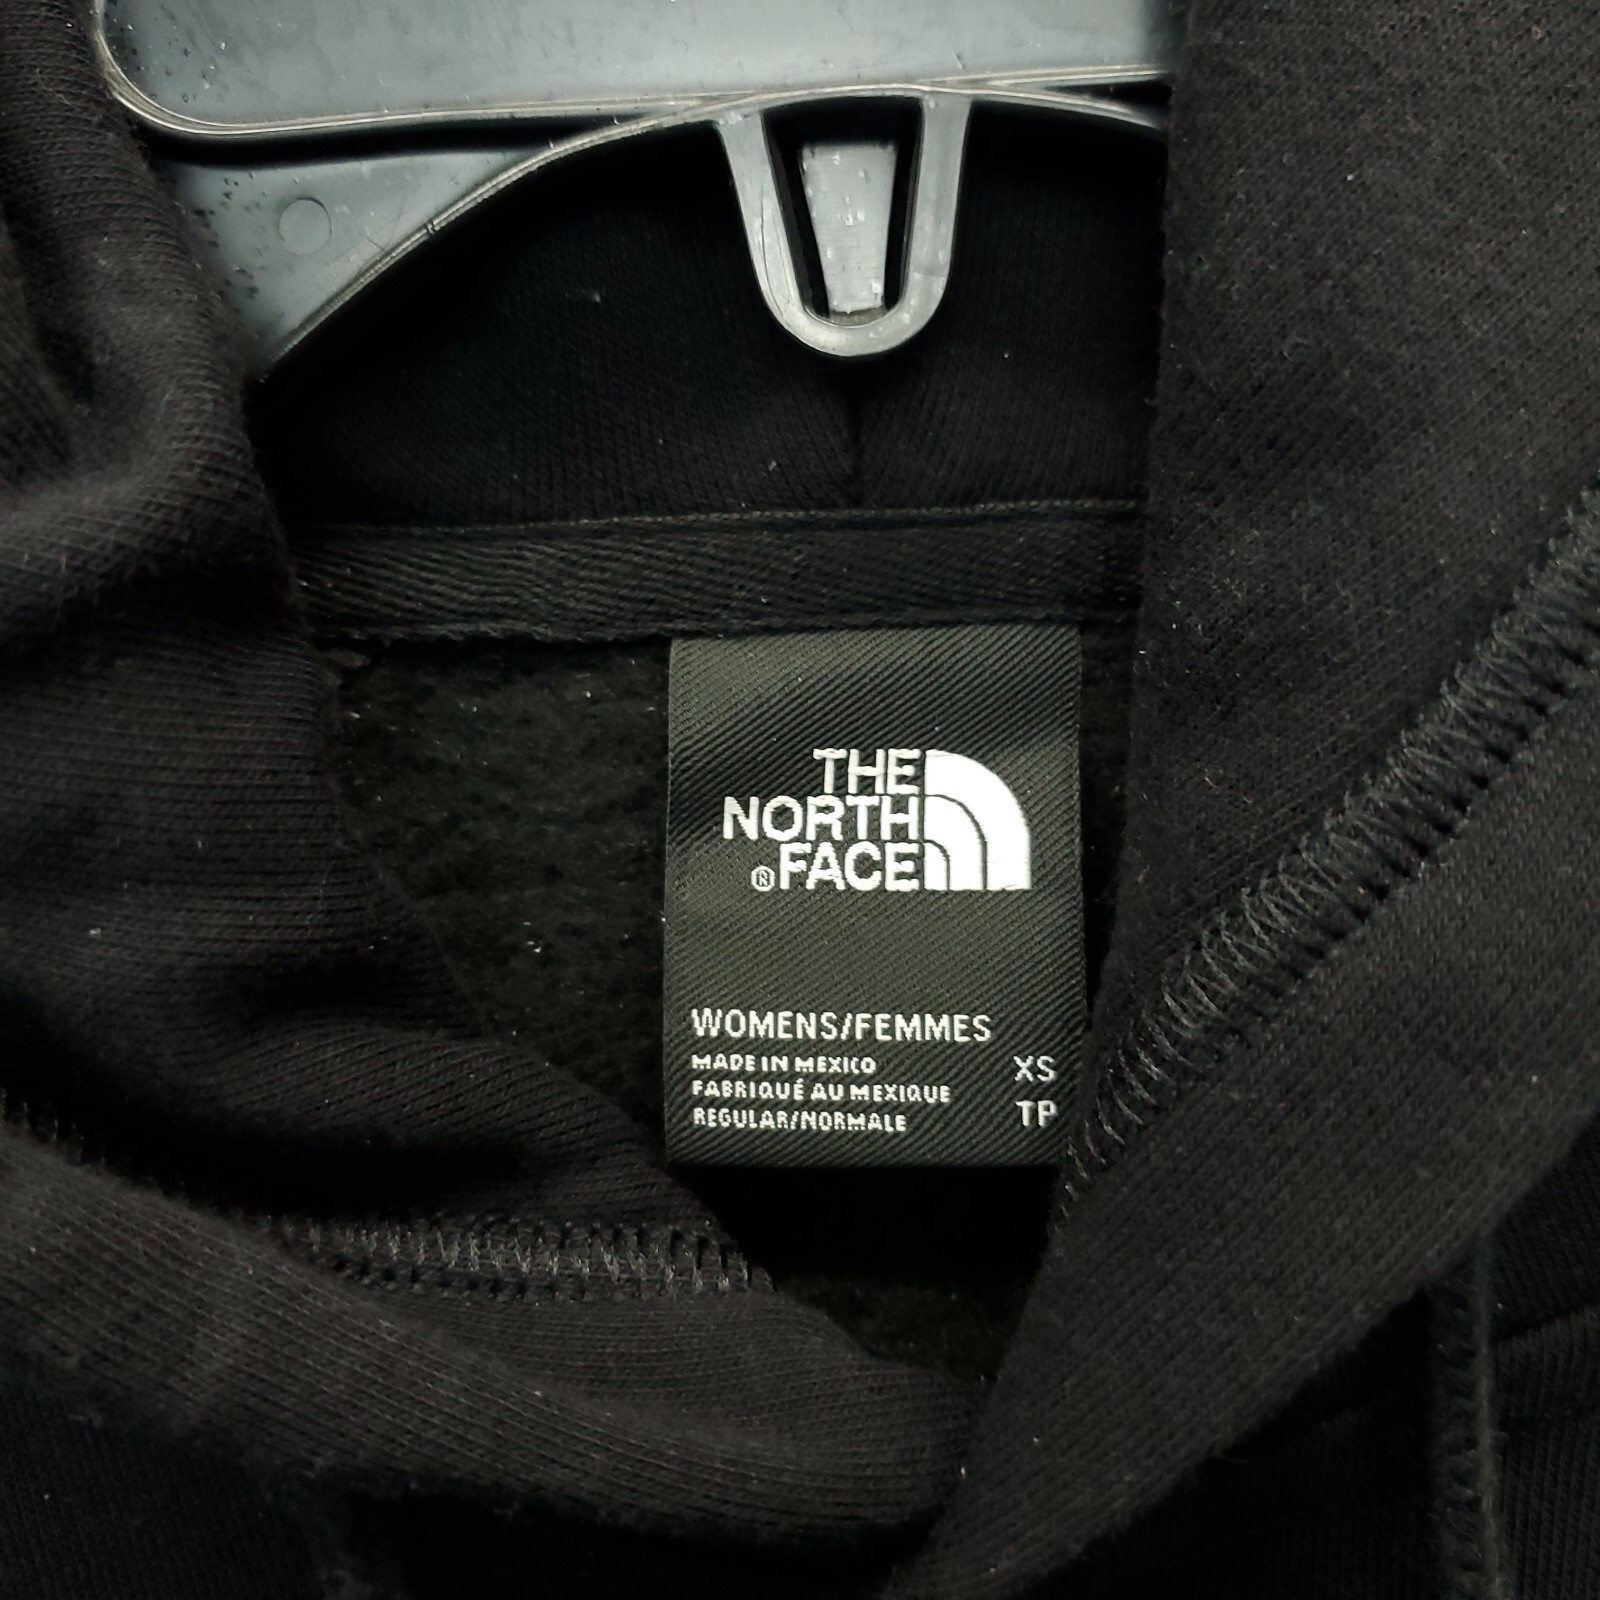 THE
NORTH
FACE
WOMENS/FEMMES
MADE IN MEXICO XS
FABRIQUÉ AU MEXIQUE
REGULAR/NORMALE TP